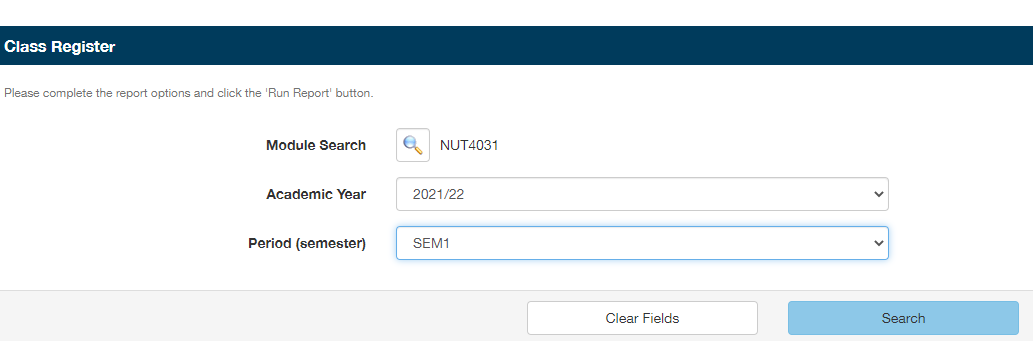 Class Register
Please complete the report options and click the 'Run Report' button.
Module Search NUT4031
Academic Year 2021/22
Period (semester) SEM1
Clear Fields Search